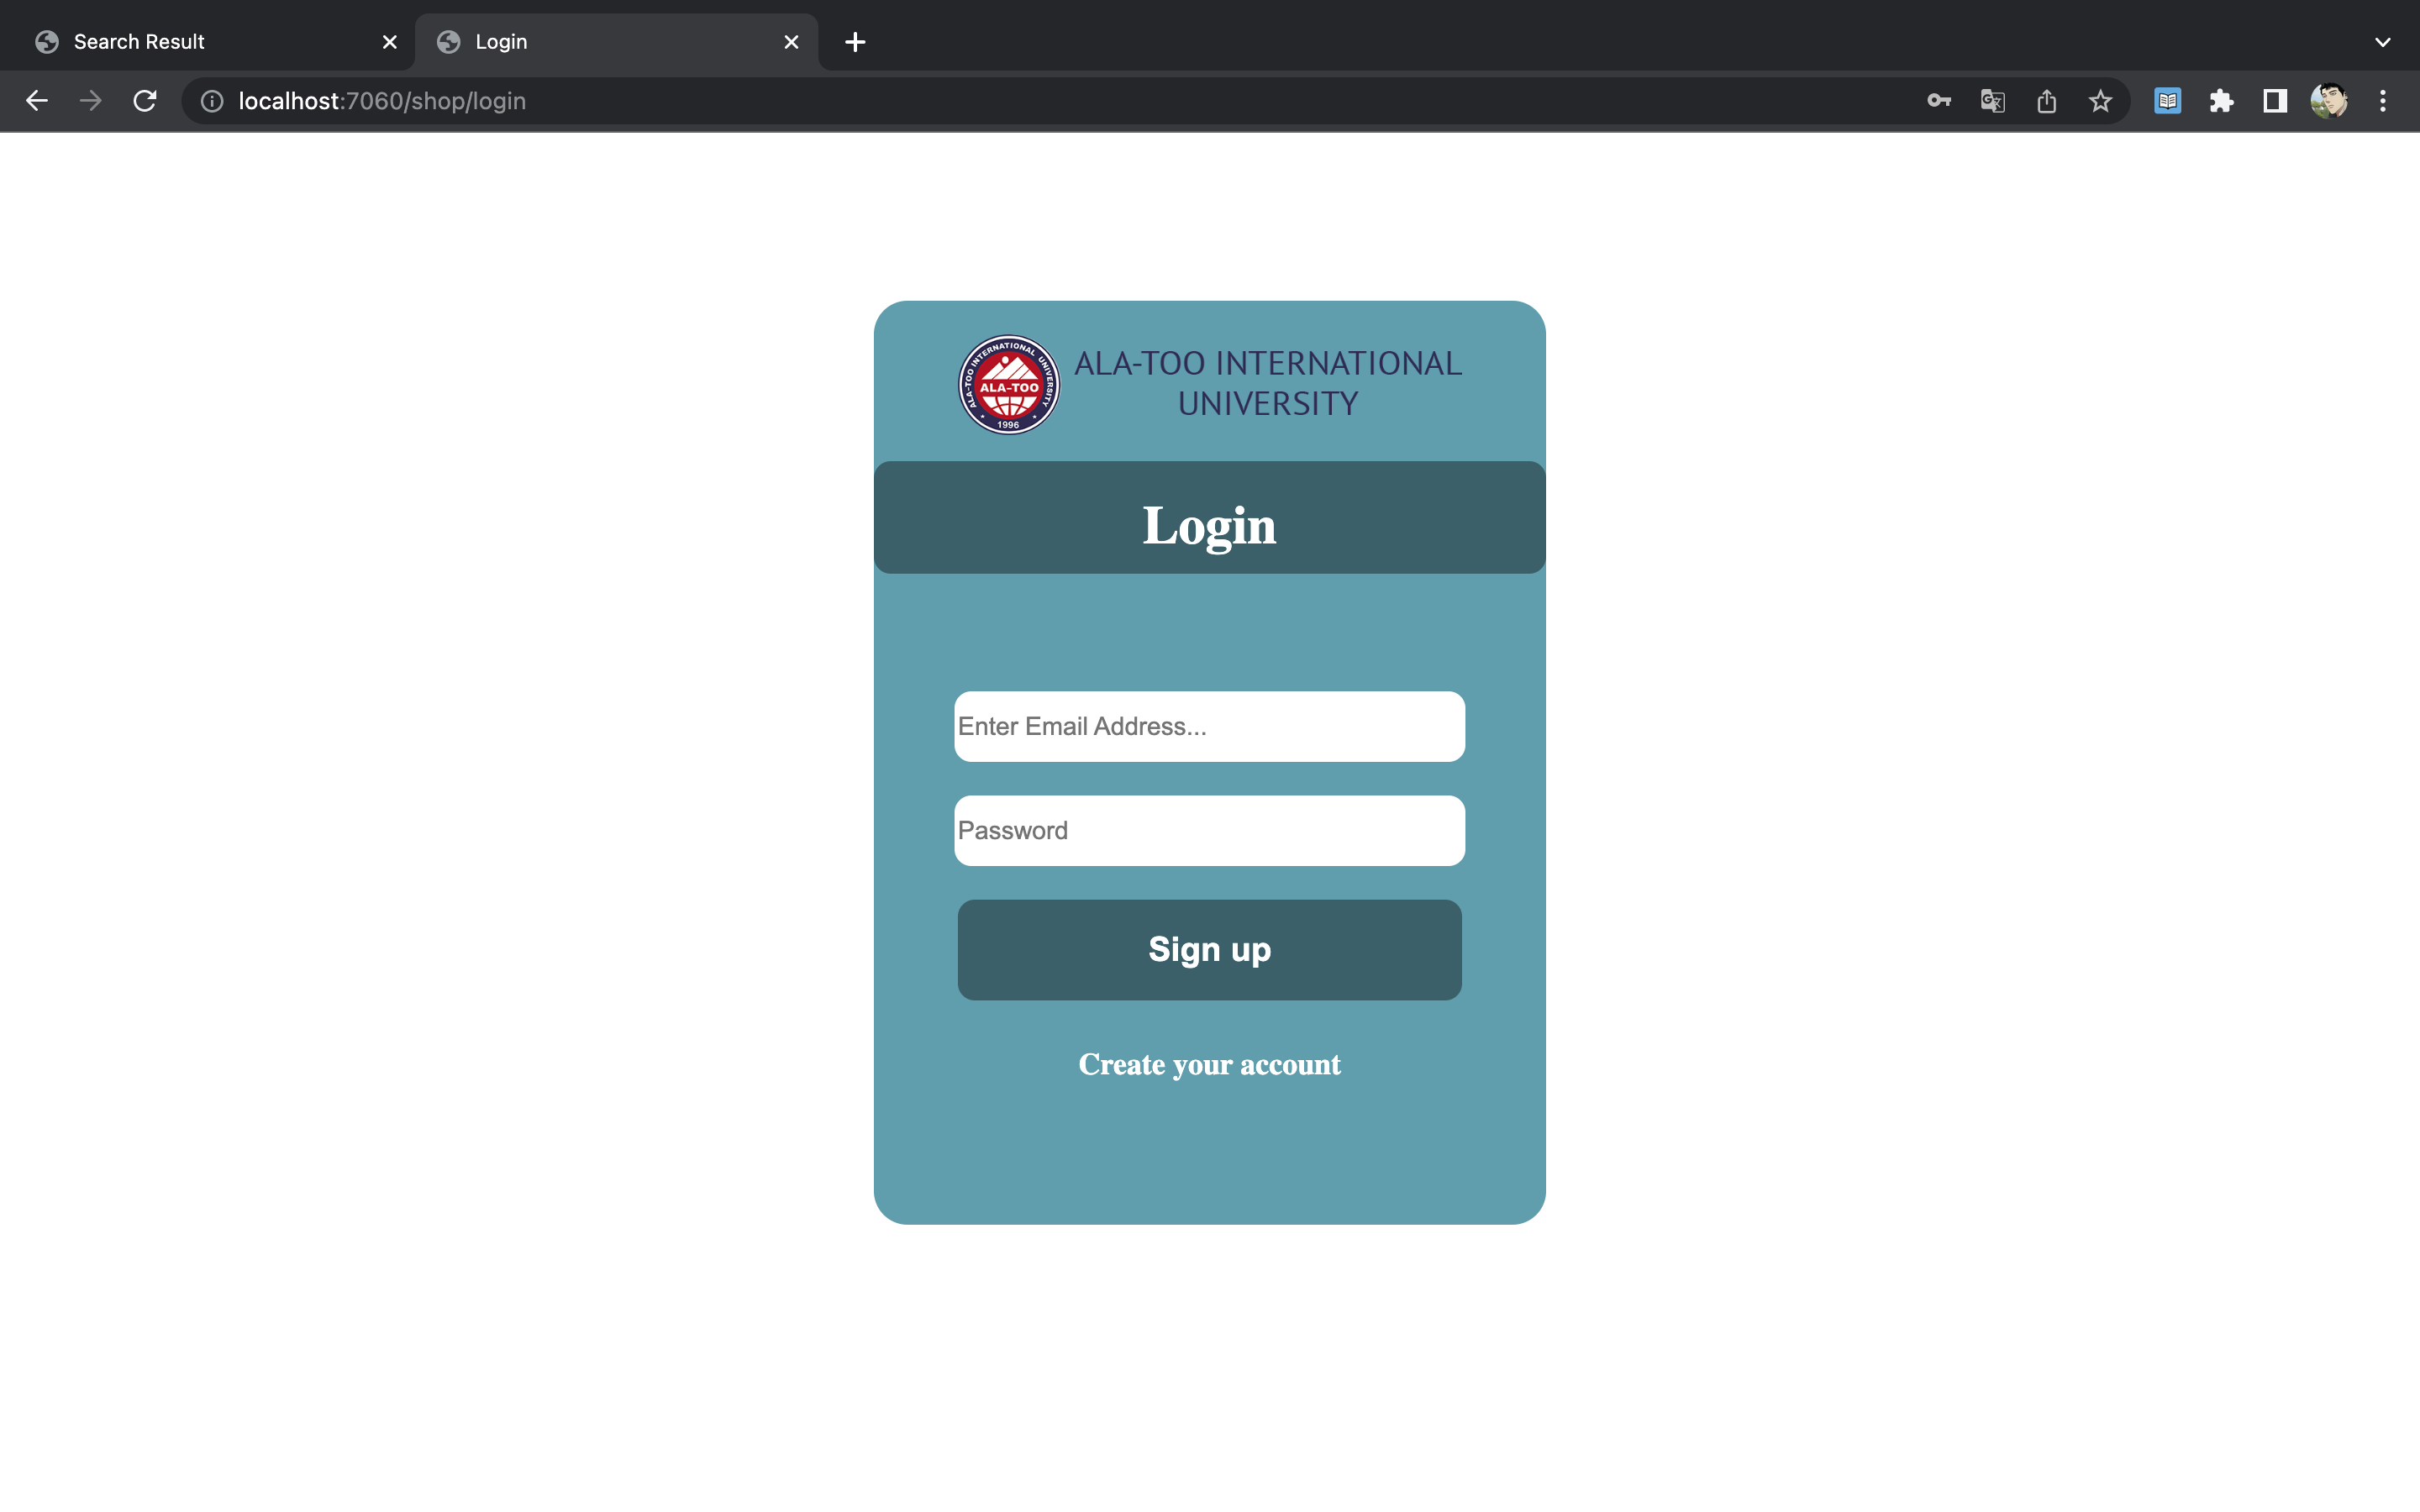 Search Result
Login
localhost:7060/shop/login
ALA-TOO INTERNATIONAL UNIVERSITY
ALA-TOO
1996
ALA-TOO INTERNATIONAL
UNIVERSITY
Login
Enter Email Address...
Password
Sign up
Create your account